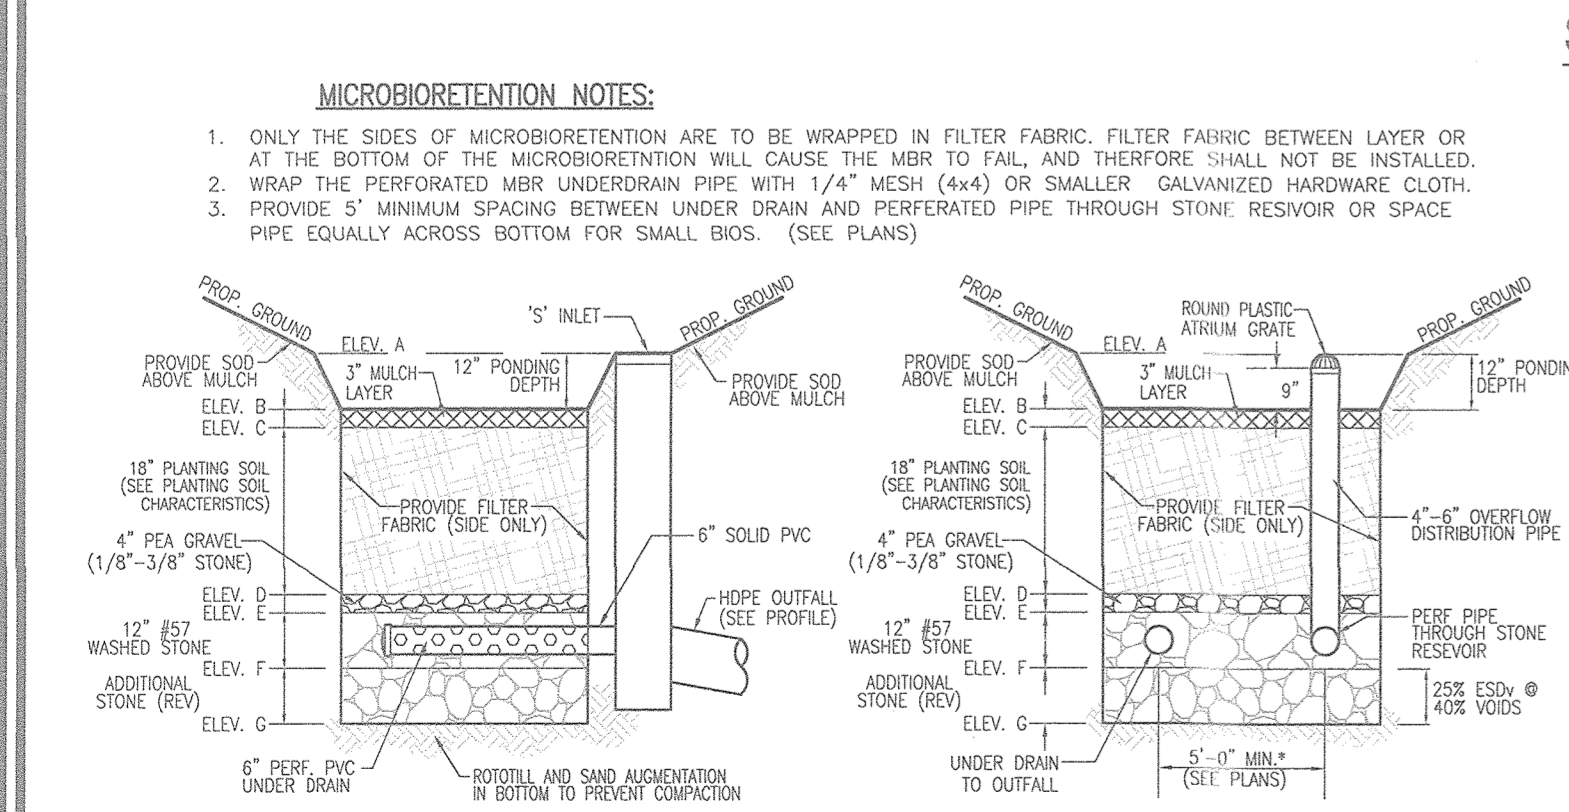 MICROBIORETENTION NOTES:
1. ONLY THE SIDES OF MICROBIORETENTION ARE TO BE WRAPPED IN FILTER FABRIC. FILTER FABRIC BETWEEN LAYER OR
AT THE BOTTOM OF THE MICROBIORETNTION WILL CAUSE THE MBR TO FAIL, AND THERFORE SHALL NOT BE INSTALLED.
2. WRAP THE PERFORATED MBR UNDERDRAIN PIPE WITH 1/4" MESH (4x4) OR SMALLER GALVANIZED HARDWARE CLOTH.
3. PROVIDE 5' MINIMUM SPACING BETWEEN UNDER DRAIN AND PERFERATED PIPE THROUGH STONE RESIVOIR OR SPACE
PIPE EQUALLY ACROSS BOTTOM FOR SMALL BIOS. (SEE PLANS)
PROP. GROUND
'S' INLET
PROP. GROUND
ELEV. A
PROVIDE SOD
ABOVE MULCH
3" MULCH
LAYER
12" PONDING
DEPTH
PROVIDE SOD
ABOVE MULCH
ELEV. B
ELEV. C
18" PLANTING SOIL
(SEE PLANTING SOIL
CHARACTERISTICS)
PROVIDE FILTER
FABRIC (SIDE ONLY)
4" PEA GRAVEL
(1/8"-3/8" STONE)
6" SOLID PVC
ELEV. D
ELEV. E
HDPE OUTFALL
(SEE PROFILE)
12" #57
WASHED STONE
ELEV. F
ADDITIONAL
STONE (REV)
ELEV. G
6" PERF. PVC
UNDER DRAIN
ROTOTILL AND SAND AUGMENTATION
IN BOTTOM TO PREVENT COMPACTION
PROP. GROUND
ROUND PLASTIC
ATRIUM GRATE
PROP. GROUND
ELEV. A
PROVIDE SOD
ABOVE MULCH
3" MULCH
LAYER
9"
12" PONDIN
DEPTH
ELEV. B
ELEV. C
18" PLANTING SOIL
(SEE PLANTING SOIL
CHARACTERISTICS)
PROVIDE FILTER
FABRIC (SIDE ONLY)
4"-6" OVERFLOW
DISTRIBUTION PIPE
4" PEA GRAVEL
(1/8"-3/8" STONE)
ELEV. D
ELEV. E
PERF PIPE
THROUGH STONE
RESEVOIR
12" #57
WASHED STONE
ELEV. F
ADDITIONAL
STONE (REV)
25% ESDv @
40% VOIDS
ELEV. G
UNDER DRAIN
TO OUTFALL
5'-0" MIN.*
(SEE PLANS)